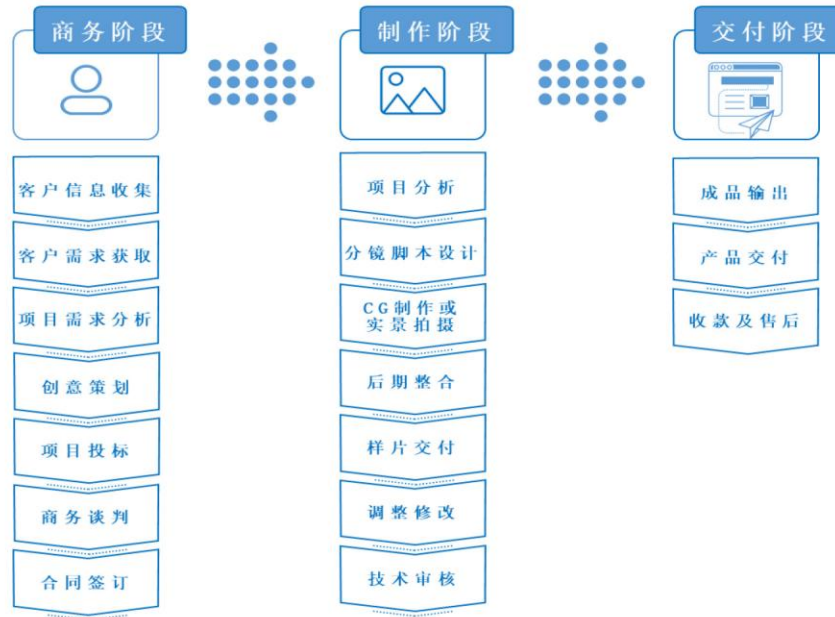 商务阶段
客户信息收集
客户需求获取
项目需求分析
创意策划
项目投标
商务谈判
合同签订
制作阶段
项目分析
分镜脚本设计
CG制作或
实景拍摄
后期整合
样片交付
调整修改
技术审核
交付阶段
成品输出
产品交付
收款及售后